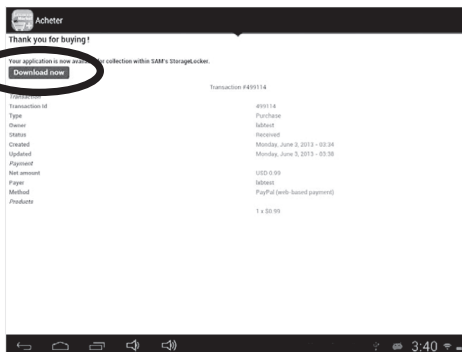 Acheter
Thank you for buying !
Your application is now available for collection within SAM's StorageLocker.
Download now
Transaction #499114
Transaction
Transaction Id 499114
Type Purchase
Owner labtest
Status Received
Created Monday, June 3, 2013 - 03:34
Updated Monday, June 3, 2013 - 03:38
Payment
Net amount USD 0.99
Payer labtest
Method PayPal (web-based payment)
Products
1 x $0.99
3:40